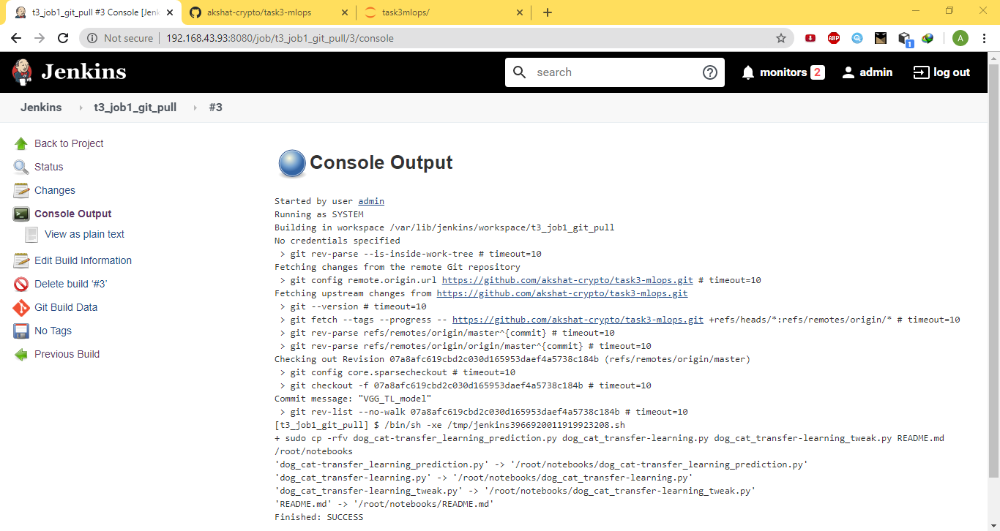 t3_job1_git_pull #3 Console [Jenk
akshat-crypto/task3-mlops
task3mlops/
Not secure
192.168.43.93:8080/job/t3_job1_git_pull/3/console
ABP
1
A
Jenkins
search
monitors 2
admin
log out
Jenkins
t3_job1_git_pull
#3
Back to Project
Status
Changes
Console Output
View as plain text
Edit Build Information
Delete build ‘#3’
Git Build Data
No Tags
Previous Build
Console Output
Started by user admin
Running as SYSTEM
Building in workspace /var/lib/jenkins/workspace/t3_job1_git_pull
No credentials specified
> git rev-parse --is-inside-work-tree # timeout=10
Fetching changes from the remote Git repository
> git config remote.origin.url https://github.com/akshat-crypto/task3-mlops.git # timeout=10
Fetching upstream changes from https://github.com/akshat-crypto/task3-mlops.git
> git --version # timeout=10
> git fetch --tags --progress -- https://github.com/akshat-crypto/task3-mlops.git +refs/heads/*:refs/remotes/origin/* # timeout=10
> git rev-parse refs/remotes/origin/master^{commit} # timeout=10
> git rev-parse refs/remotes/origin/origin/master^{commit} # timeout=10
Checking out Revision 07a8afc619cbd2c030d165953daef4a5738c184b (refs/remotes/origin/master)
> git config core.sparsecheckout # timeout=10
> git checkout -f 07a8afc619cbd2c030d165953daef4a5738c184b # timeout=10
Commit message: "VGG_TL_model"
> git rev-list --no-walk 07a8afc619cbd2c030d165953daef4a5738c184b # timeout=10
[t3_job1_git_pull] $ /bin/sh -xe /tmp/jenkins3966920011919923208.sh
+ sudo cp -rfv dog_cat-transfer_learning_prediction.py dog_cat_transfer-learning.py dog_cat_transfer-learning_tweak.py README.md
/root/notebooks
'dog_cat-transfer_learning_prediction.py' -> '/root/notebooks/dog_cat-transfer_learning_prediction.py'
'dog_cat_transfer-learning.py' -> '/root/notebooks/dog_cat_transfer-learning.py'
'dog_cat_transfer-learning_tweak.py' -> '/root/notebooks/dog_cat_transfer-learning_tweak.py'
'README.md' -> '/root/notebooks/README.md'
Finished: SUCCESS